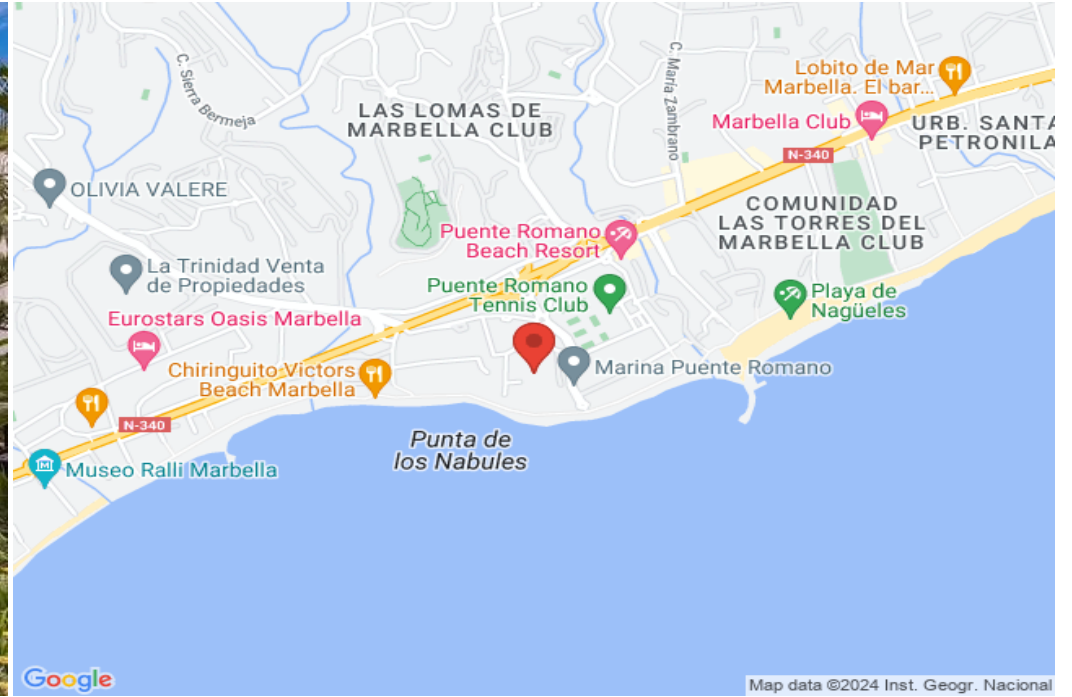 Lobito de Mar
Marbella. El bar...
C. María Zambrano
C. Sierra Bermeja
LAS LOMAS DE
MARBELLA CLUB
Marbella Club
URB. SANTA
PETRONILA
N-340
OLIVIA VALERE
COMUNIDAD
LAS TORRES DEL
MARBELLA CLUB
Puente Romano
Beach Resort
La Trinidad Venta
de Propiedades
Puente Romano
Tennis Club
Playa de
Nagüeles
Eurostars Oasis Marbella
Chiringuito Victors
Beach Marbella
Marina Puente Romano
N-340
Punta de
los Nabules
Museo Ralli Marbella
Google
Map data ©2024 Inst. Geogr. Nacional